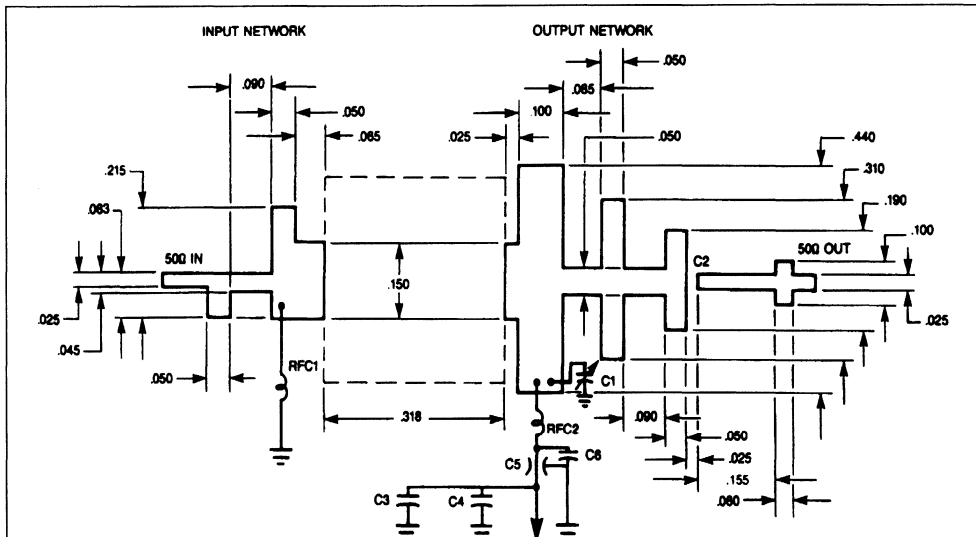 INPUT NETWORK
OUTPUT NETWORK
.050
.090
.085
.050
.100
.065
.025
.050
.440
.215
.310
.083
.190
50Ω IN
C2
50Ω OUT
.100
.150
.025
.025
.045
RFC1
C1
.050
.318
RFC2
.090
.050
C6
C5
.025
.155
C3
C4
.060